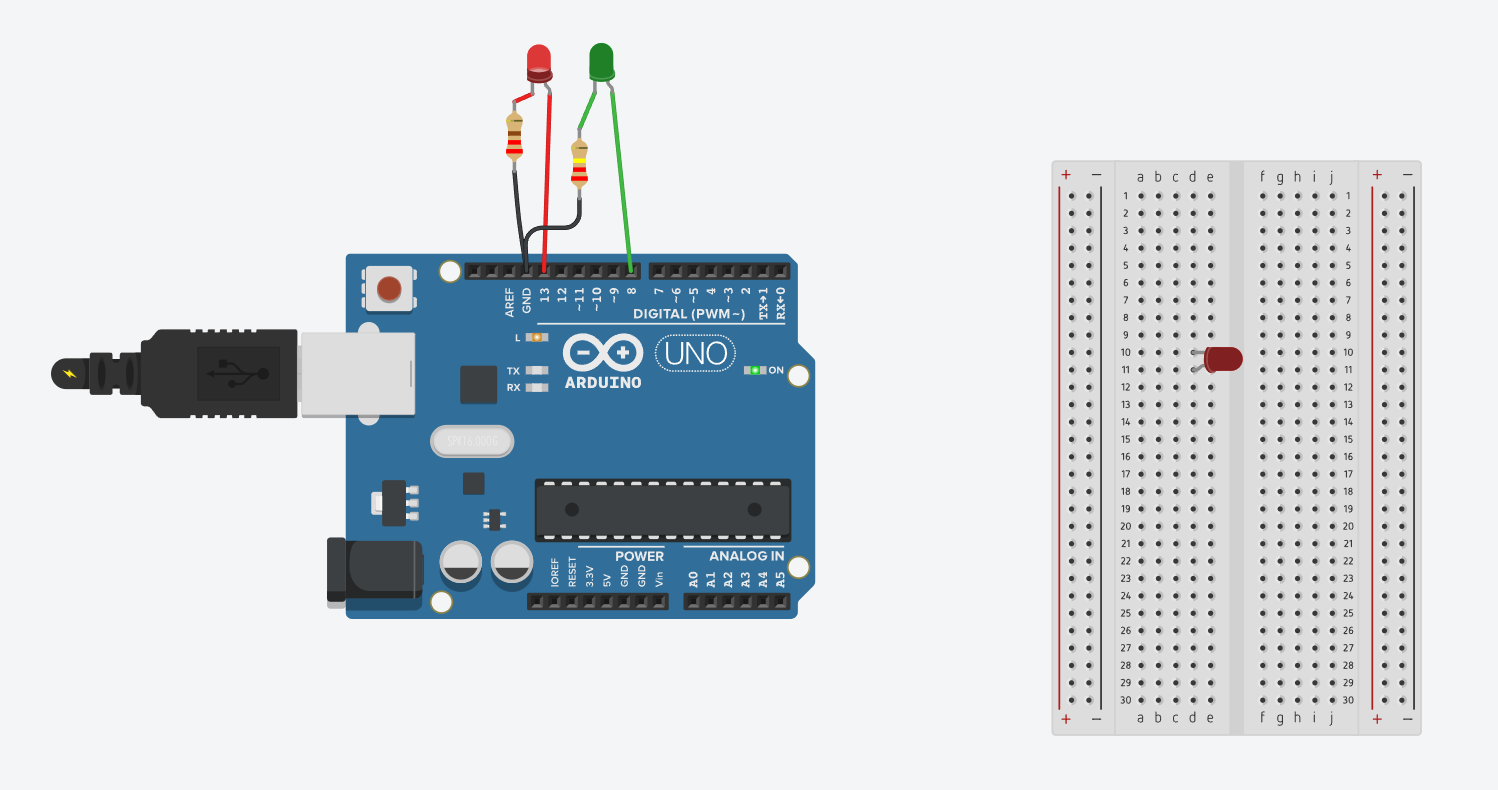 AREF
GND
13
12
~11
~10
~9
8
7
~6
~5
4
~3
2
TX→1
RX←0
DIGITAL (PWM~)
L
UNO
TX
RX
ARDUINO
ON
SPK16.000G
POWER
ANALOG IN
IOREF
RESET
3.3V
5V
GND
GND
Vin
A0
A1
A2
A3
A4
A5
+ − a b c d e f g h i j + −
1 1
2 2
3 3
4 4
5 5
6 6
7 7
8 8
9 9
10 10
11 11
12 12
13 13
14 14
15 15
16 16
17 17
18 18
19 19
20 20
21 21
22 22
23 23
24 24
25 25
26 26
27 27
28 28
29 29
30 30
+ − a b c d e f g h i j + −